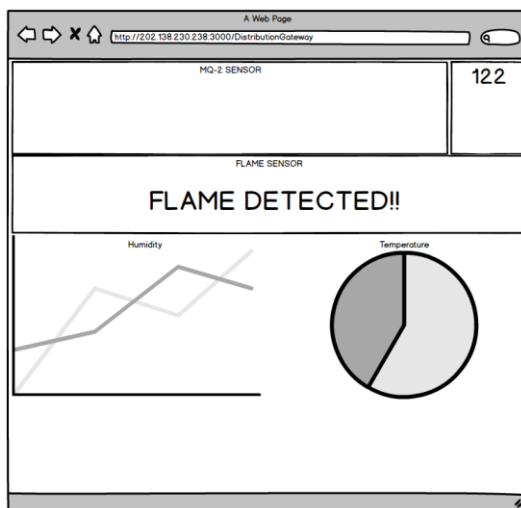 A Web Page
http://202.138.230.238:3000/DistributionGateway
MQ-2 SENSOR
122
FLAME SENSOR
FLAME DETECTED!!
Humidity
Temperature